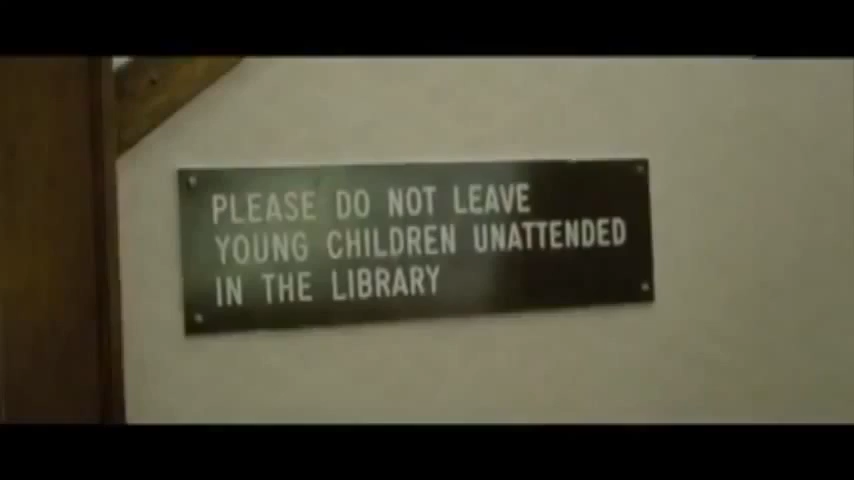 PLEASE DO NOT LEAVE
YOUNG CHILDREN UNATTENDED
IN THE LIBRARY